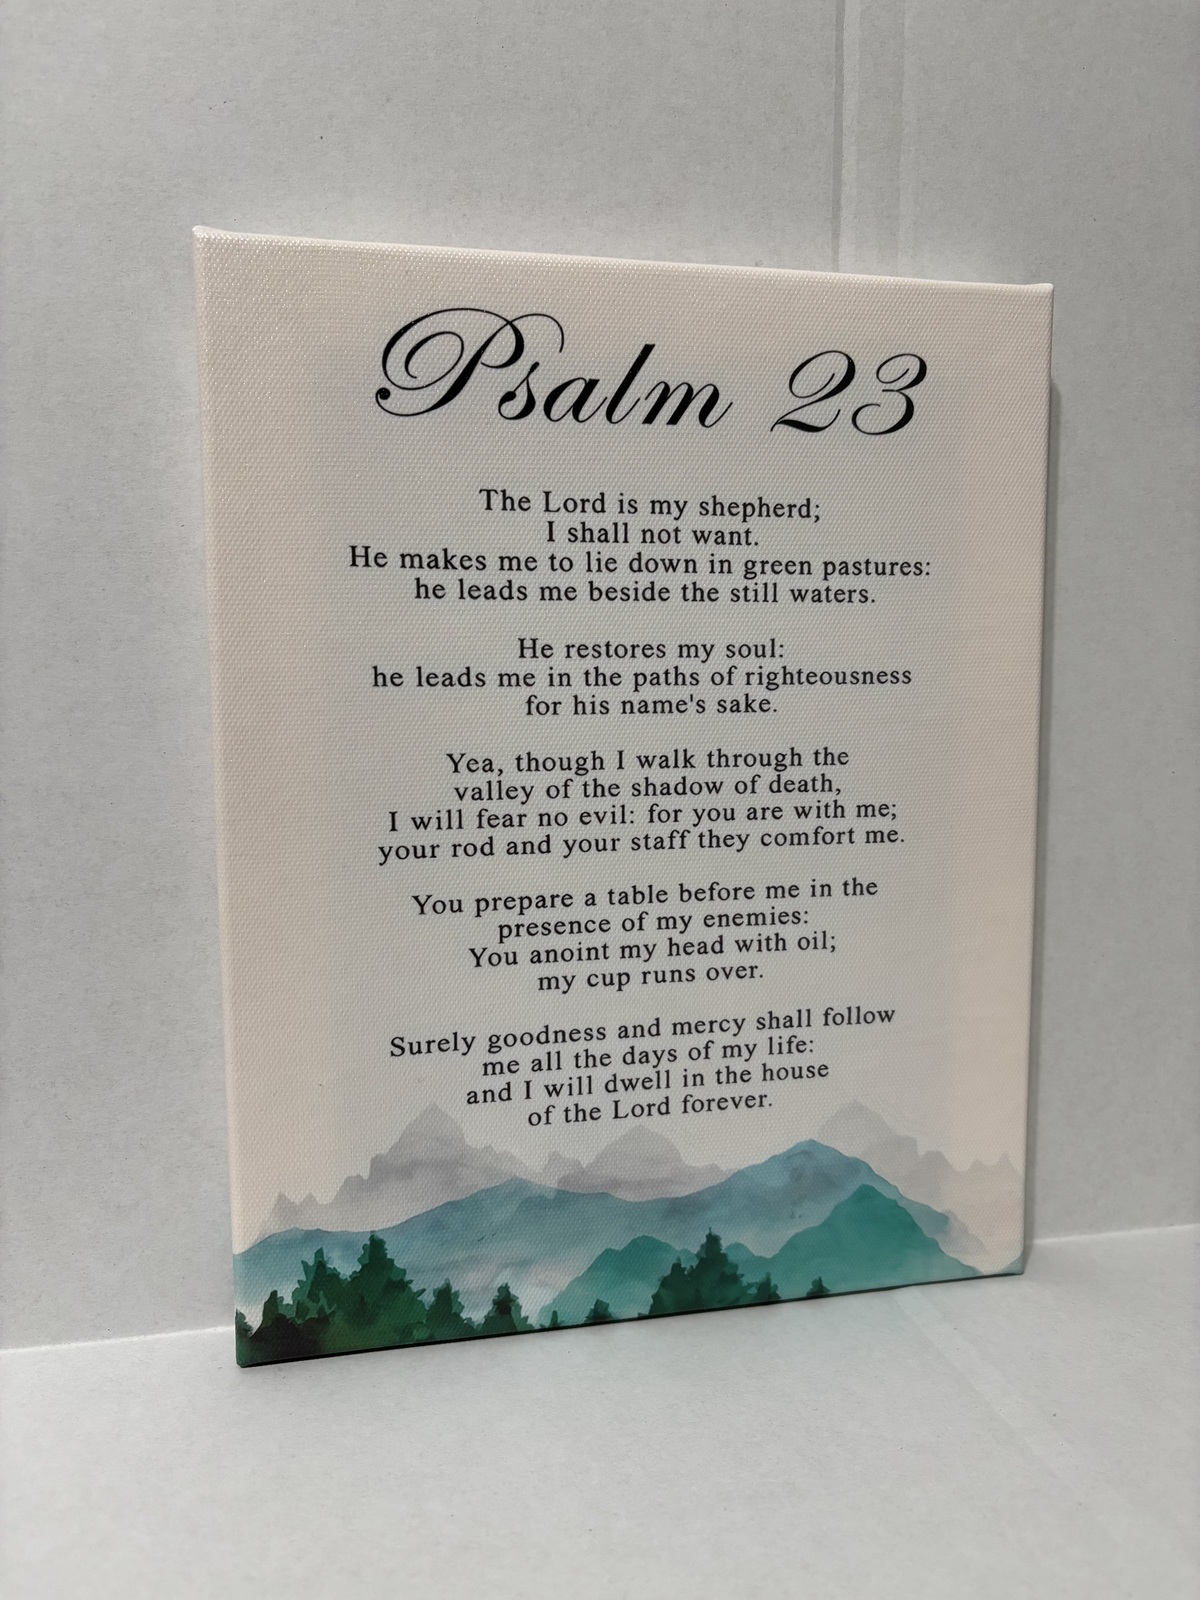 Psalm 23
The Lord is my shepherd;
I shall not want.
He makes me to lie down in green pastures:
he leads me beside the still waters.
He restores my soul:
he leads me in the paths of righteousness
for his name's sake.
Yea, though I walk through the
valley of the shadow of death,
I will fear no evil: for you are with me;
your rod and your staff they comfort me.
You prepare a table before me in the
presence of my enemies:
You anoint my head with oil;
my cup runs over.
Surely goodness and mercy shall follow
me all the days of my life:
and I will dwell in the house
of the Lord forever.